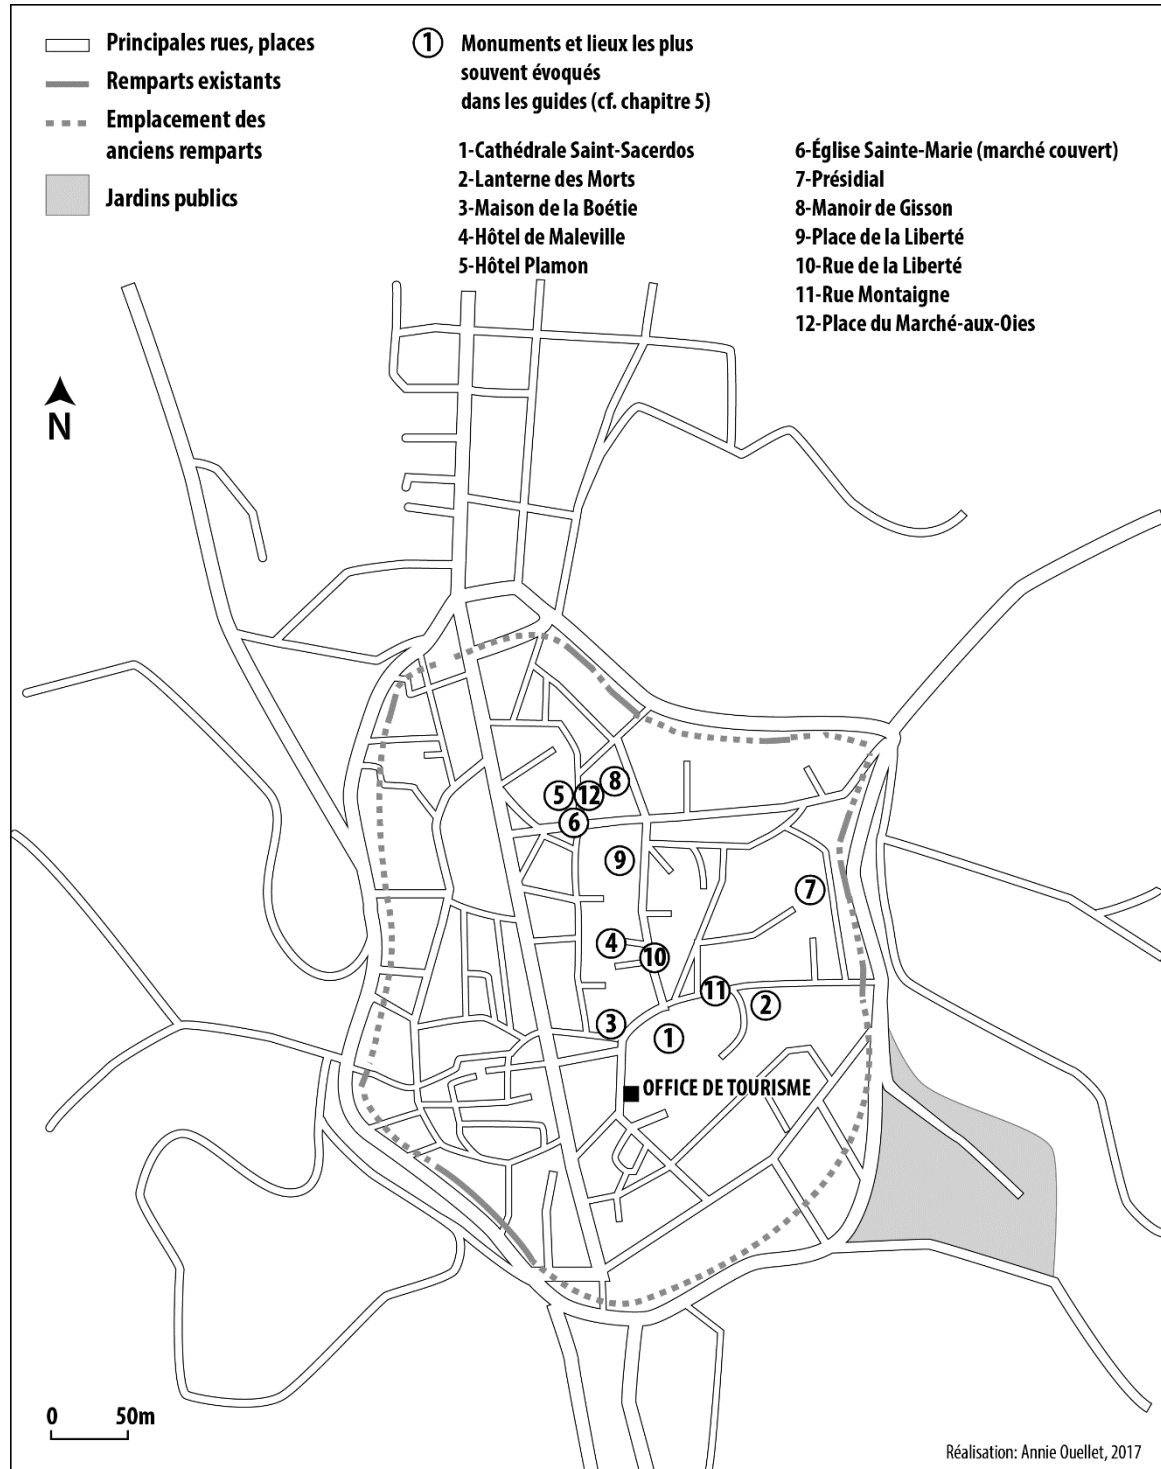 Principales rues, places
Remparts existants
Emplacement des
anciens remparts
Jardins publics
1 Monuments et lieux les plus
souvent évoqués
dans les guides (cf. chapitre 5)
1-Cathédrale Saint-Sacerdos
2-Lanterne des Morts
3-Maison de la Boétie
4-Hôtel de Maleville
5-Hôtel Plamon
6-Église Sainte-Marie (marché couvert)
7-Présidial
8-Manoir de Gisson
9-Place de la Liberté
10-Rue de la Liberté
11-Rue Montaigne
12-Place du Marché-aux-Oies
N
8
5
12
6
9
7
4
10
11
2
3
1
OFFICE DE TOURISME
0 50m
Réalisation: Annie Ouellet, 2017